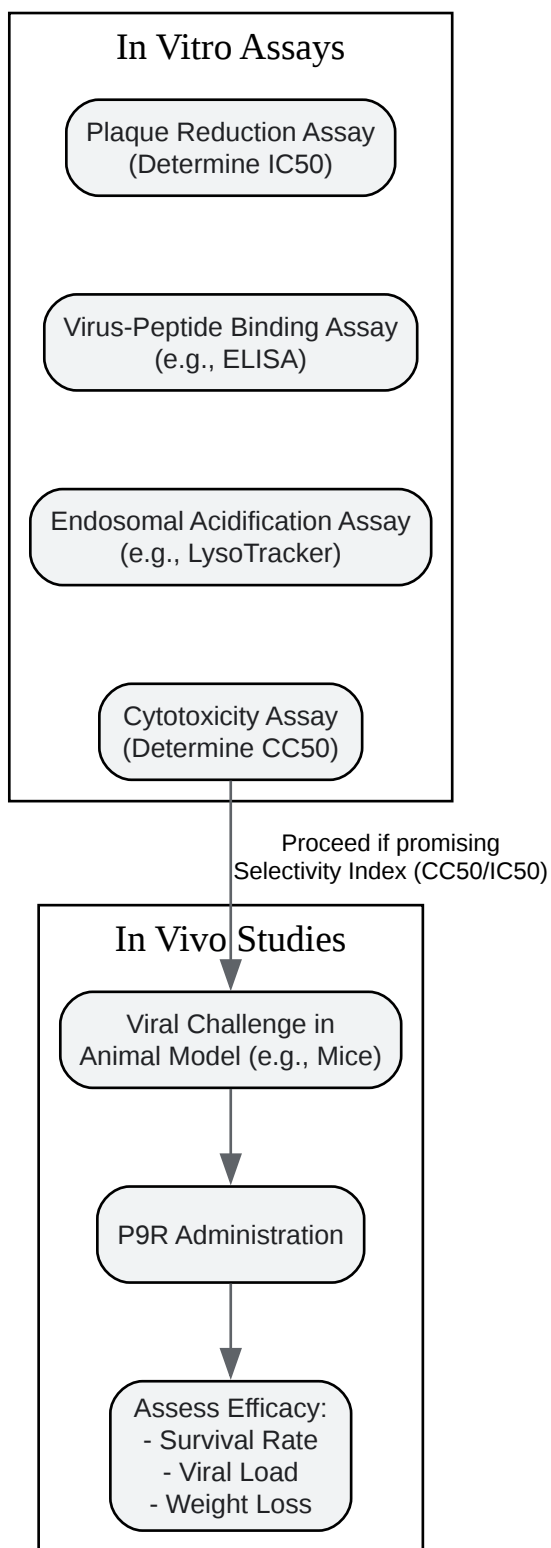 In Vitro Assays
Plaque Reduction Assay
(Determine IC50)
Virus-Peptide Binding Assay
(e.g., ELISA)
Endosomal Acidification Assay
(e.g., LysoTracker)
Cytotoxicity Assay
(Determine CC50)
Proceed if promising
Selectivity Index (CC50/IC50)
In Vivo Studies
Viral Challenge in
Animal Model (e.g., Mice)
P9R Administration
Assess Efficacy:
- Survival Rate
- Viral Load
- Weight Loss